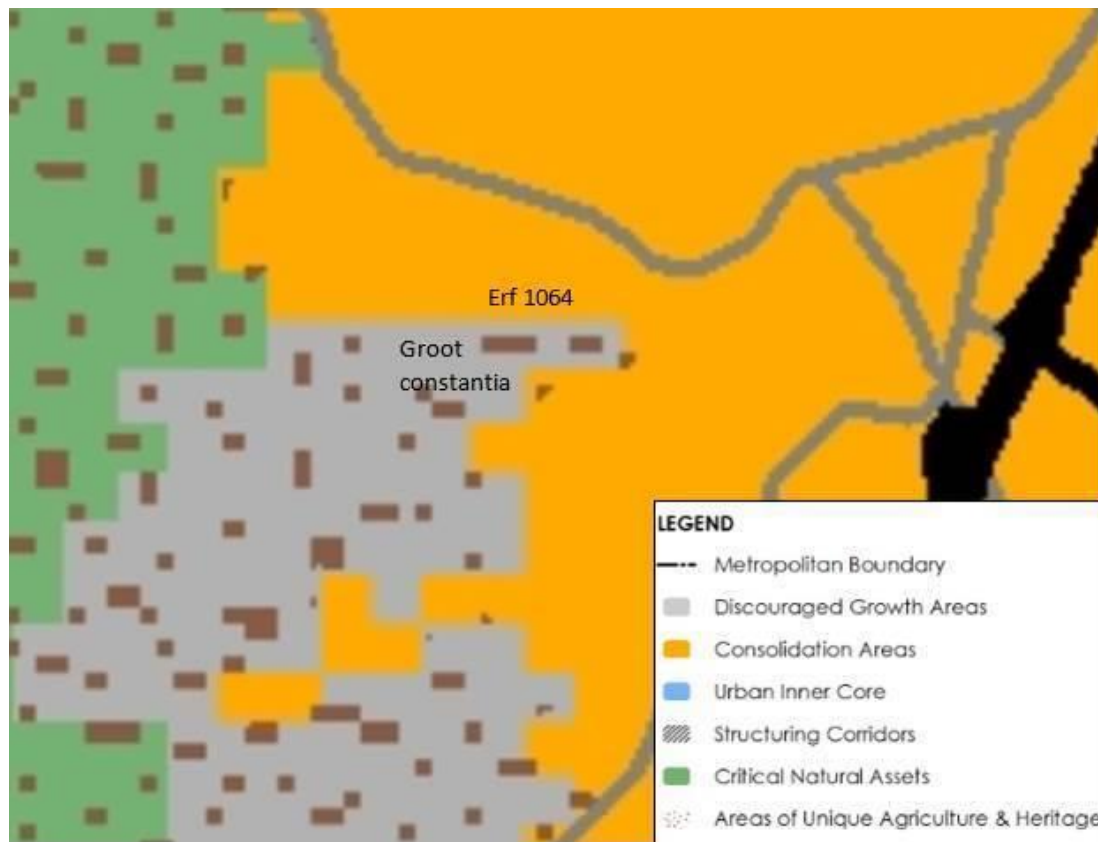 Erf 1064
Groot
constantia
LEGEND
Metropolitan Boundary
Discouraged Growth Areas
Consolidation Areas
Urban Inner Core
Structuring Corridors
Critical Natural Assets
Areas of Unique Agriculture & Heritage